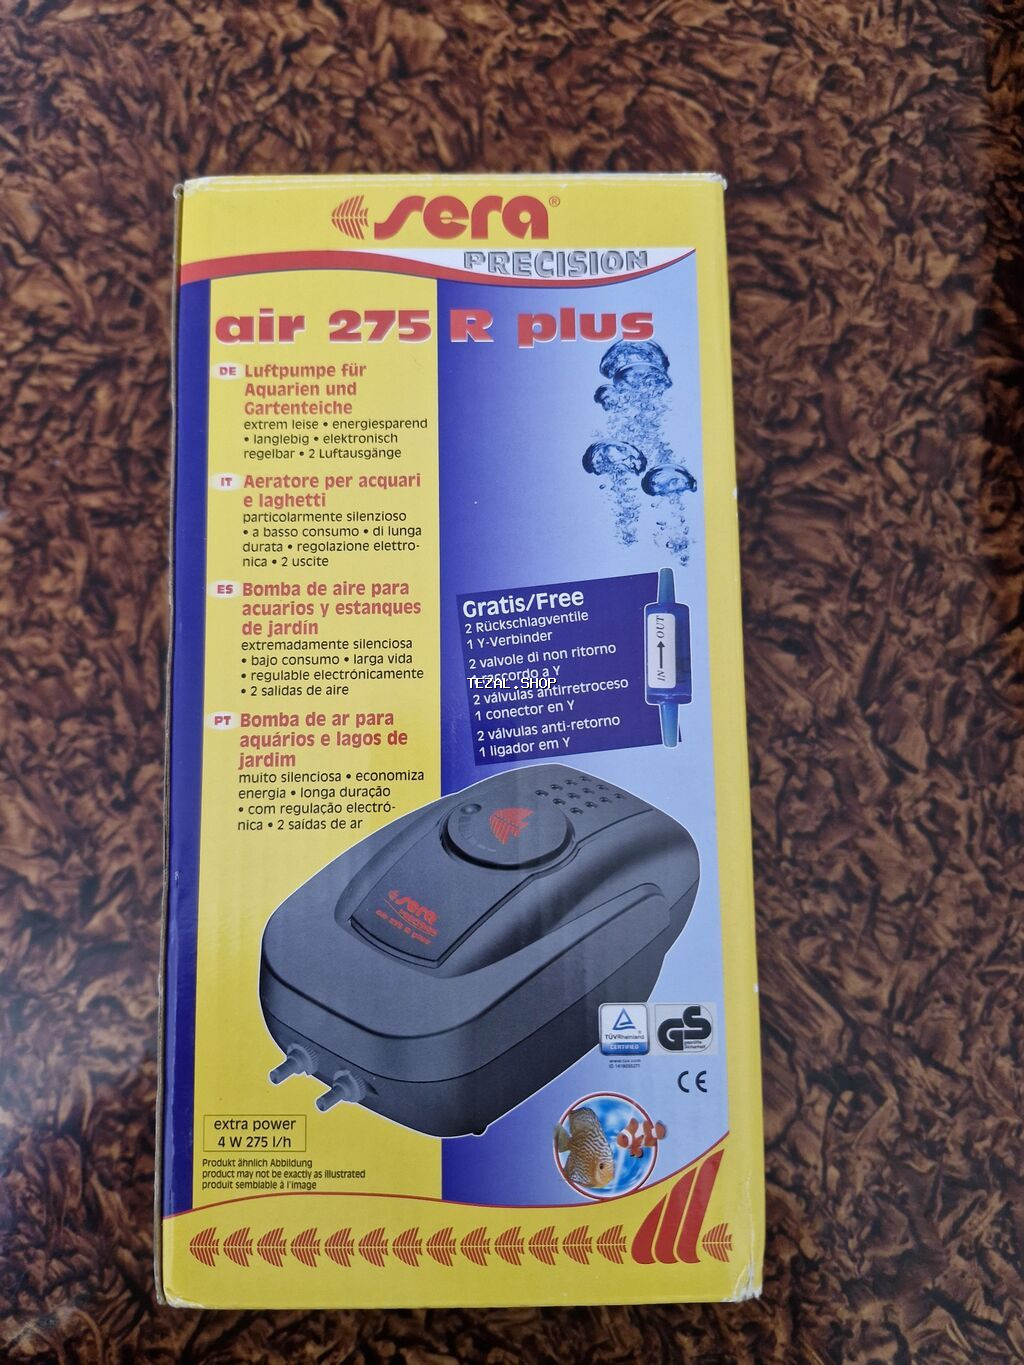 sera®
PRECISION
air 275 R plus
DE Luftpumpe für
Aquarien und
Gartenteiche
extrem leise • energiesparend
• langlebig • elektronisch
regelbar • 2 Luftausgänge
IT Aeratore per acquari
e laghetti
particolarmente silenzioso
• a basso consumo • di lunga
durata • regolazione elettro-
nica • 2 uscite
ES Bomba de aire para
acuarios y estanques
de jardín
extremadamente silenciosa
• bajo consumo • larga vida
• regulable electrónicamente
• 2 salidas de aire
PT Bomba de ar para
aquários e lagos de
jardim
muito silenciosa • economiza
energia • longa duração
• com regulação electró-
nica • 2 saídas de ar
Gratis/Free
2 Rückschlagventile
1 Y-Verbinder
2 valvole di non ritorno
raccordo a Y
TEZAL.SHOP
2 válvulas antirretroceso
1 conector en Y
2 válvulas anti-retorno
1 ligador em Y
IN → OUT
sera
PRECISION
air 275 R plus
TÜVRheinland®
CERTIFIED
www.tuv.com
GS
geprüfte
Sicherheit
CE
extra power
4 W 275 l/h
Produkt ähnlich Abbildung
product may not be exactly as illustrated
produit semblable à l'image